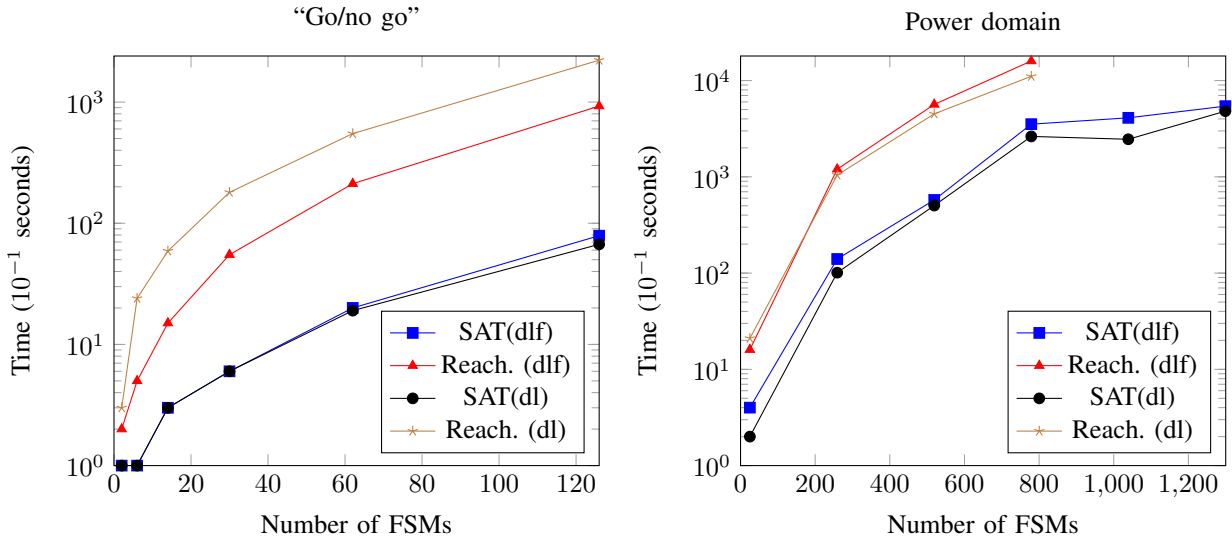 “Go/no go”
10^3
10^2
10^1
10^0
0
20
40
60
80
100
120
Time (10^−1 seconds)
Number of FSMs
SAT(dlf)
Reach. (dlf)
SAT(dl)
Reach. (dl)
Power domain
10^4
10^3
10^2
10^1
10^0
0
200
400
600
800
1,000
1,200
Time (10^−1 seconds)
Number of FSMs
SAT(dlf)
Reach. (dlf)
SAT(dl)
Reach. (dl)